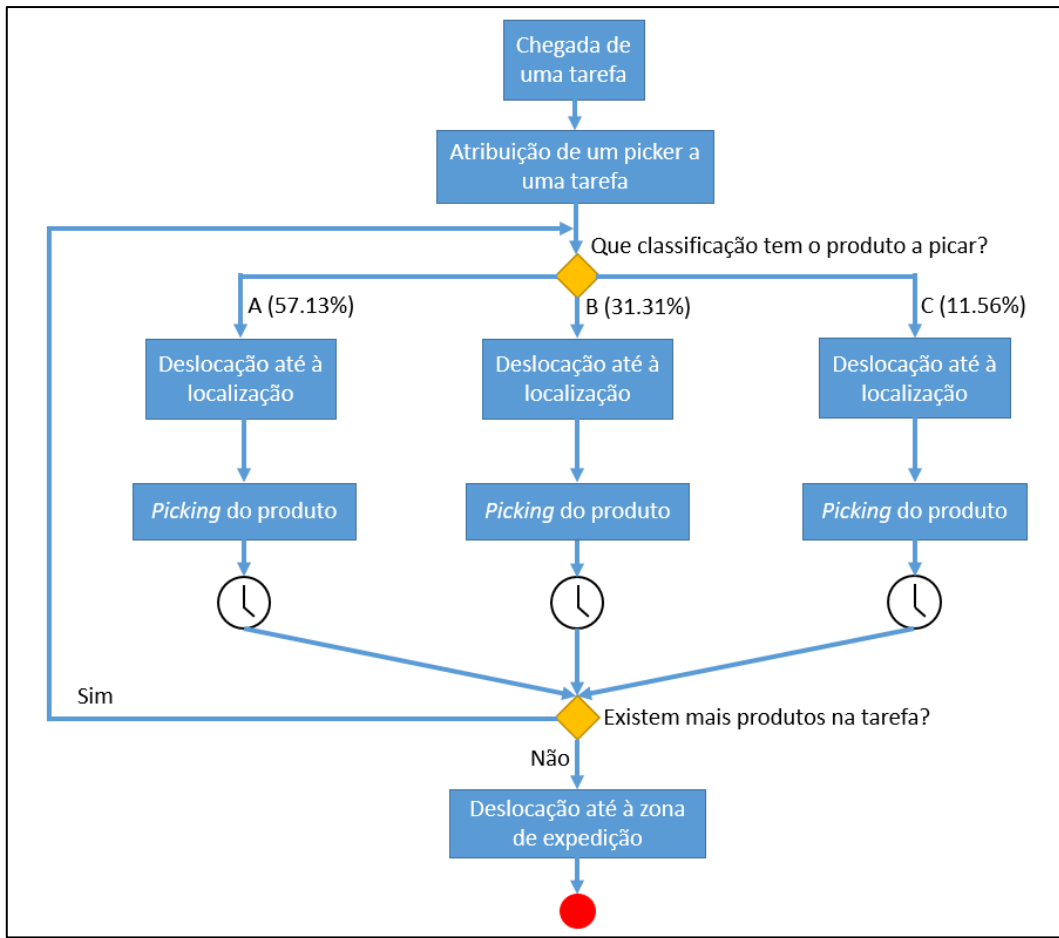 Chegada de
uma tarefa
Atribuição de um picker a
uma tarefa
Que classificação tem o produto a picar?
A (57.13%)
B (31.31%)
C (11.56%)
Deslocação até à
localização
Deslocação até à
localização
Deslocação até à
localização
Picking do produto
Picking do produto
Picking do produto
Sim
Existem mais produtos na tarefa?
Não
Deslocação até à zona
de expedição